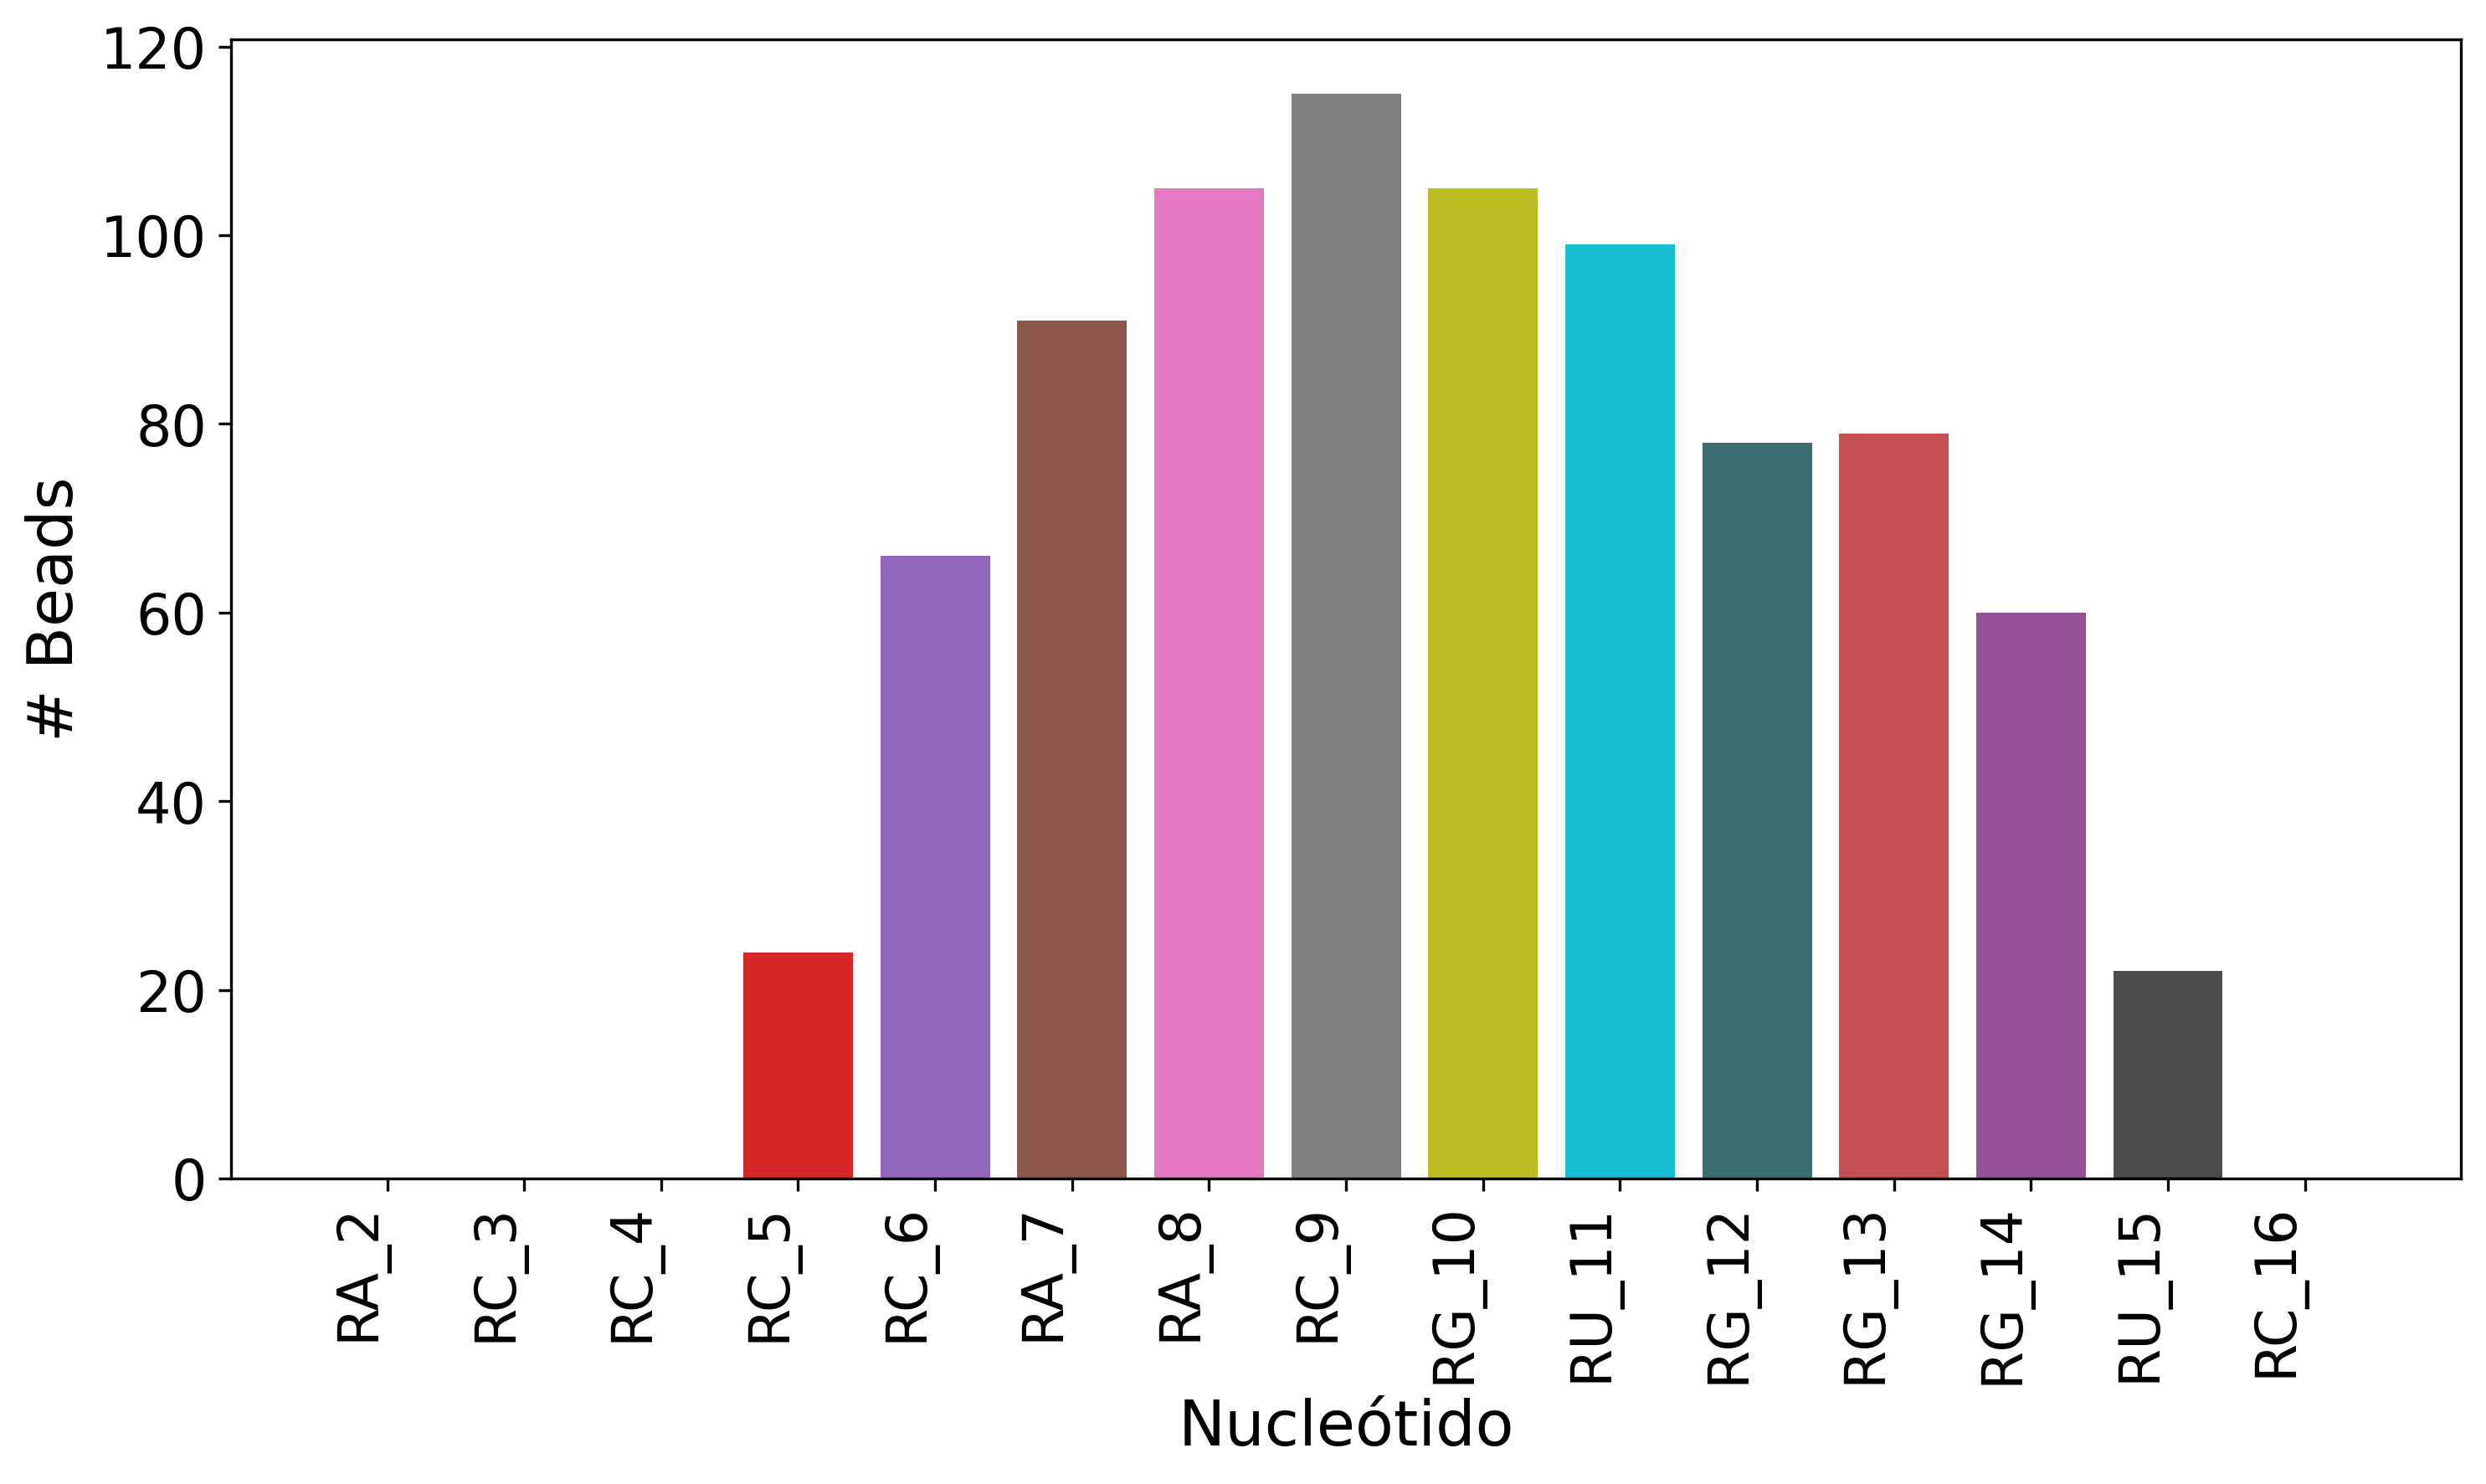 120
100
80
60
40
20
0
# Beads
RA_2
RC_3
RC_4
RC_5
RC_6
RA_7
RA_8
RC_9
RG_10
RU_11
RG_12
RG_13
RG_14
RU_15
RC_16
Nucleótido